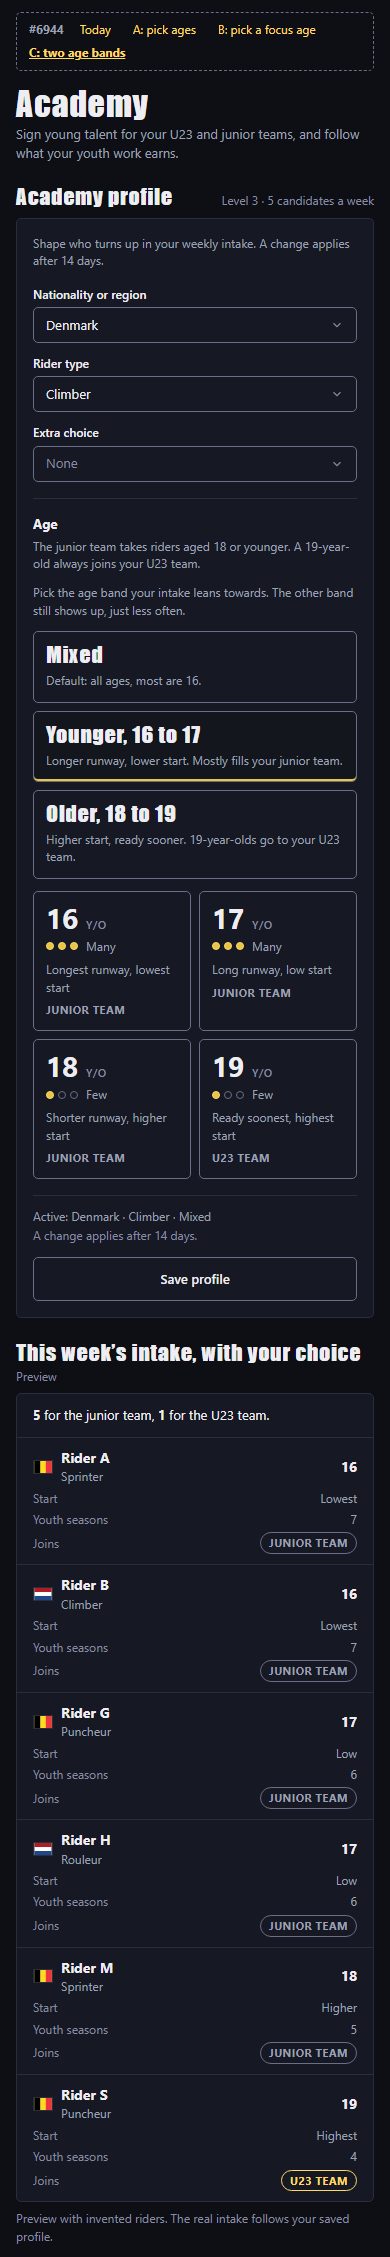 #6944 Today A: pick ages B: pick a focus age
C: two age bands
Academy
Sign young talent for your U23 and junior teams, and follow
what your youth work earns.
Academy profile Level 3 · 5 candidates a week
Shape who turns up in your weekly intake. A change applies
after 14 days.
Nationality or region
Denmark
Rider type
Climber
Extra choice
None
Age
The junior team takes riders aged 18 or younger. A 19-year-
old always joins your U23 team.
Pick the age band your intake leans towards. The other band
still shows up, just less often.
Mixed
Default: all ages, most are 16.
Younger, 16 to 17
Longer runway, lower start. Mostly fills your junior team.
Older, 18 to 19
Higher start, ready sooner. 19-year-olds go to your U23
team.
16 Y/O
Many
Longest runway, lowest
start
JUNIOR TEAM
17 Y/O
Many
Long runway, low start
JUNIOR TEAM
18 Y/O
Few
Shorter runway, higher
start
JUNIOR TEAM
19 Y/O
Few
Ready soonest, highest
start
U23 TEAM
Active: Denmark · Climber · Mixed
A change applies after 14 days.
Save profile
This week’s intake, with your choice
Preview
5 for the junior team, 1 for the U23 team.
Rider A 16
Sprinter
Start Lowest
Youth seasons 7
Joins JUNIOR TEAM
Rider B 16
Climber
Start Lowest
Youth seasons 7
Joins JUNIOR TEAM
Rider G 17
Puncheur
Start Low
Youth seasons 6
Joins JUNIOR TEAM
Rider H 17
Rouleur
Start Low
Youth seasons 6
Joins JUNIOR TEAM
Rider M 18
Sprinter
Start Higher
Youth seasons 5
Joins JUNIOR TEAM
Rider S 19
Puncheur
Start Highest
Youth seasons 4
Joins U23 TEAM
Preview with invented riders. The real intake follows your saved
profile.